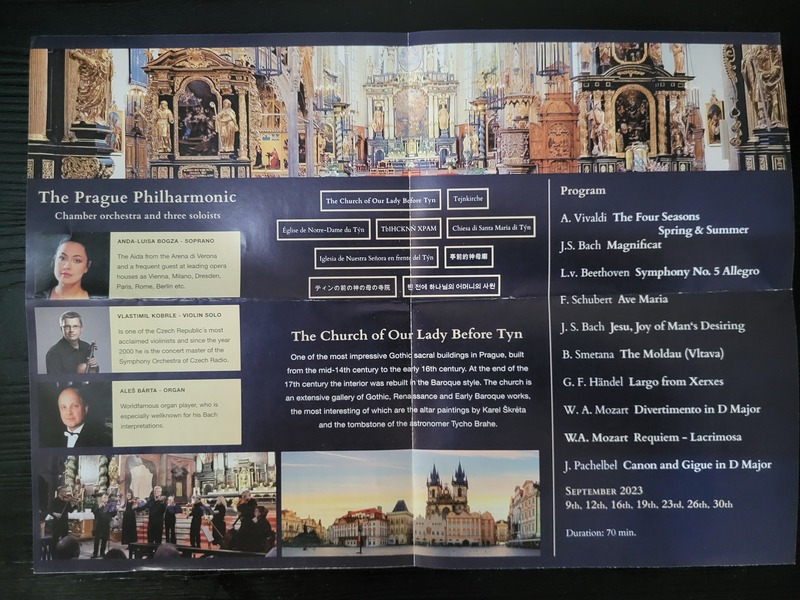 The Prague Philharmonic
Chamber orchestra and three soloists
ANDA-LUISA BOGZA - SOPRANO
The Aida from the Arena di Verona
and a frequent guest at leading opera
houses as Vienna, Milano, Dresden,
Paris, Rome, Berlin etc.
VLASTIMIL KOBRLE - VIOLIN SOLO
Is one of the Czech Republic's most
acclaimed violinists and since the year
2000 he is the concert master of the
Symphony Orchestra of Czech Radio.
ALEŠ BÁRTA - ORGAN
Worldfamous organ player, who is
especially wellknown for his Bach
interpretations.
The Church of Our Lady Before Tyn
Tejnkirche
Église de Notre-Dame du Týn
ТЫНСКNN ХРАМ
Chiesa di Santa Maria di Týn
Iglesia de Nuestra Señora en frente del Týn
亭前的神母廟
ティンの前の神の母の寺院
틴 전에 하나님의 어머니의 사원
The Church of Our Lady Before Tyn
One of the most impressive Gothic sacral buildings in Prague, built
from the mid-14th century to the early 16th century. At the end of the
17th century the interior was rebuilt in the Baroque style. The church is
an extensive gallery of Gothic, Renaissance and Early Baroque works,
the most interesting of which are the altar paintings by Karel Škréta
and the tombstone of the astronomer Tycho Brahe.
Program
A. Vivaldi The Four Seasons
Spring & Summer
J.S. Bach Magnificat
L.v. Beethoven Symphony No. 5 Allegro
F. Schubert Ave Maria
J. S. Bach Jesu, Joy of Man's Desiring
B. Smetana The Moldau (Vltava)
G. F. Händel Largo from Xerxes
W. A. Mozart Divertimento in D Major
W.A. Mozart Requiem – Lacrimosa
J. Pachelbel Canon and Gigue in D Major
September 2023
9th, 12th, 16th, 19th, 23rd, 26th, 30th
Duration: 70 min.